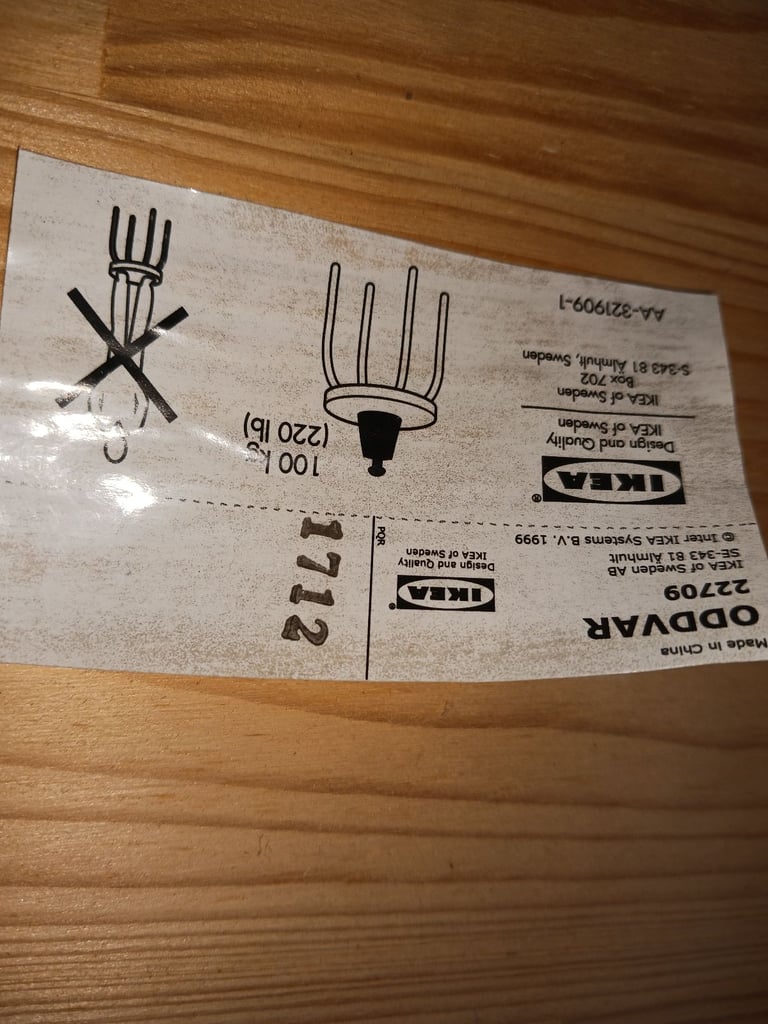 Made in China
ODDVAR
22709
IKEA of Sweden AB
SE-343 81 Älmhult
© Inter IKEA Systems B.V. 1999
IKEA®
Design and Quality
IKEA of Sweden
PQR
1712
IKEA®
Design and Quality
IKEA of Sweden
IKEA of Sweden
Box 702
S-343 81 Älmhult, Sweden
AA-321909-1
100 kg
(220 lb)